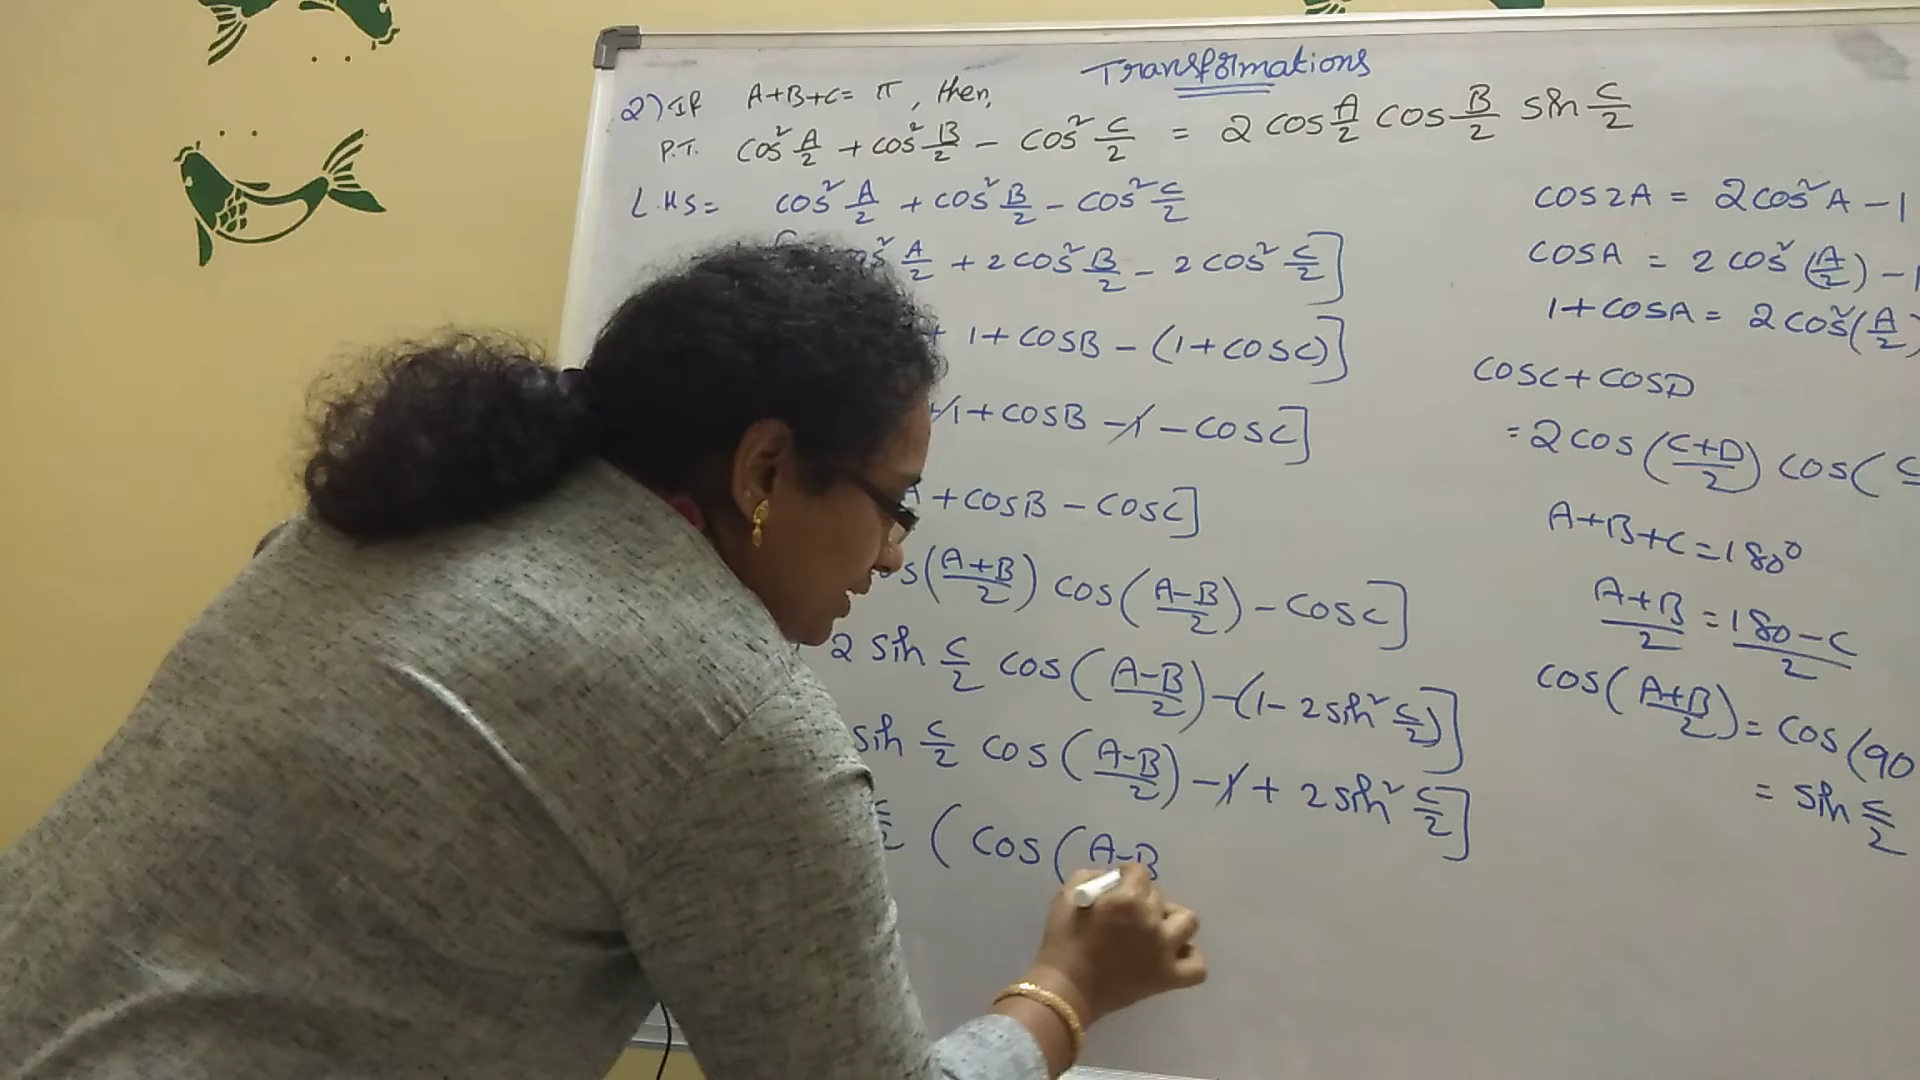 Transformations
2) If A+B+C= π, then,
P.T. cos²A/2 + cos²B/2 - cos²C/2 = 2 cos A/2 cos B/2 sin C/2
L.H.S= cos²A/2 + cos²B/2 - cos²C/2
A/2 + 2cos²B/2 - 2cos²C/2]
+ 1+cosB - (1+cosC)]
+1+cosB -1 -cosC]
A +cosB - cosC]
s(A+B/2) cos(A-B/2) - cosC]
2 sin C/2 cos(A-B/2) -(1-2sin²C/2)]
sin C/2 cos(A-B/2) -1 + 2sin²C/2]
( cos(A-B
cos2A = 2cos²A - 1
cosA = 2cos²(A/2) - 1
1+cosA = 2cos²(A/2)
cosC+cosD
=2cos(C+D/2) cos(
A+B+C=180°
A+B/2 = 180-C/2
cos(A+B/2) = cos(90
= sin C/2